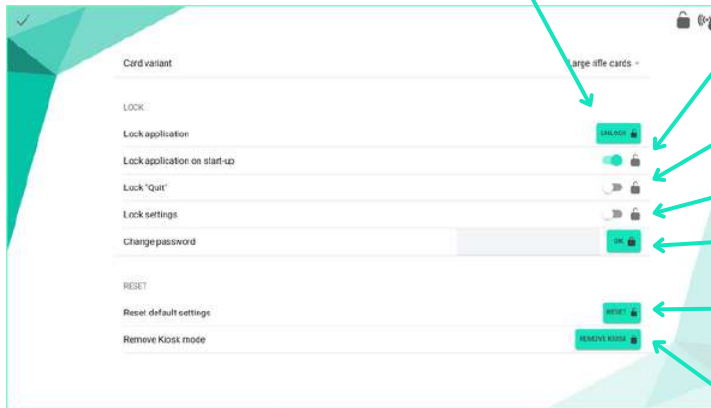 Card variant Large rifle cards
LOCK
Lock application UNLOCK
Lock application on start-up
Lock "Quit"
Lock settings
Change password OK
RESET
Reset default settings RESET
Remove Kiosk mode REMOVE KIOSK